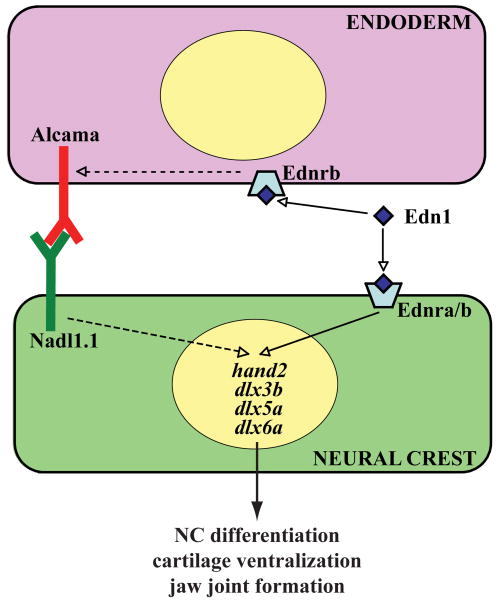 ENDODERM
Alcama
Ednrb
Edn1
Ednra/b
Nadl1.1
hand2
dlx3b
dlx5a
dlx6a
NEURAL CREST
NC differentiation
cartilage ventralization
jaw joint formation